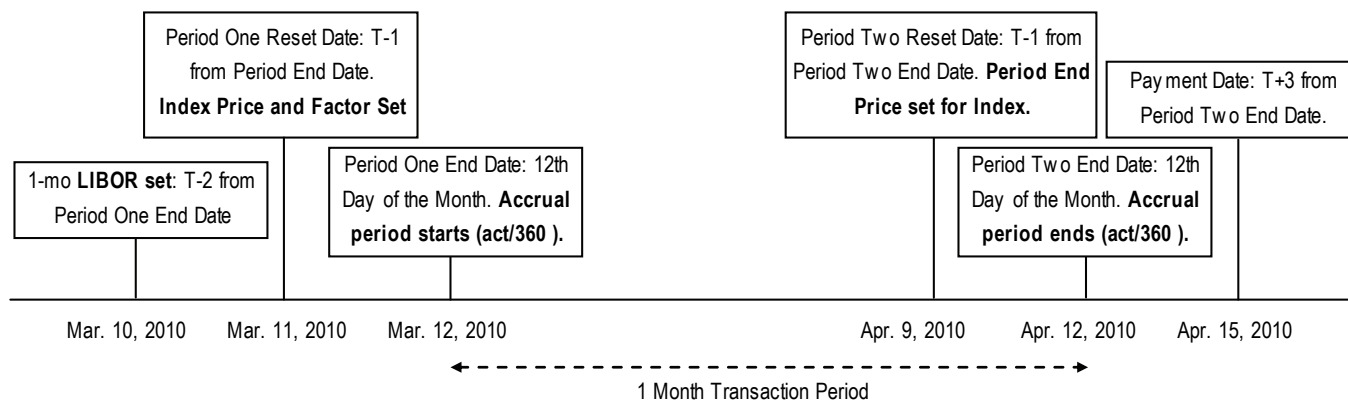 Period One Reset Date: T-1
from Period End Date.
Index Price and Factor Set
Period Two Reset Date: T-1 from
Period Two End Date. Period End
Price set for Index.
Payment Date: T+3 from
Period Two End Date.
1-mo LIBOR set: T-2 from
Period One End Date
Period One End Date: 12th
Day of the Month. Accrual
period starts (act/360 ).
Period Two End Date: 12th
Day of the Month. Accrual
period ends (act/360 ).
Mar. 10, 2010
Mar. 11, 2010
Mar. 12, 2010
Apr. 9, 2010
Apr. 12, 2010
Apr. 15, 2010
1 Month Transaction Period